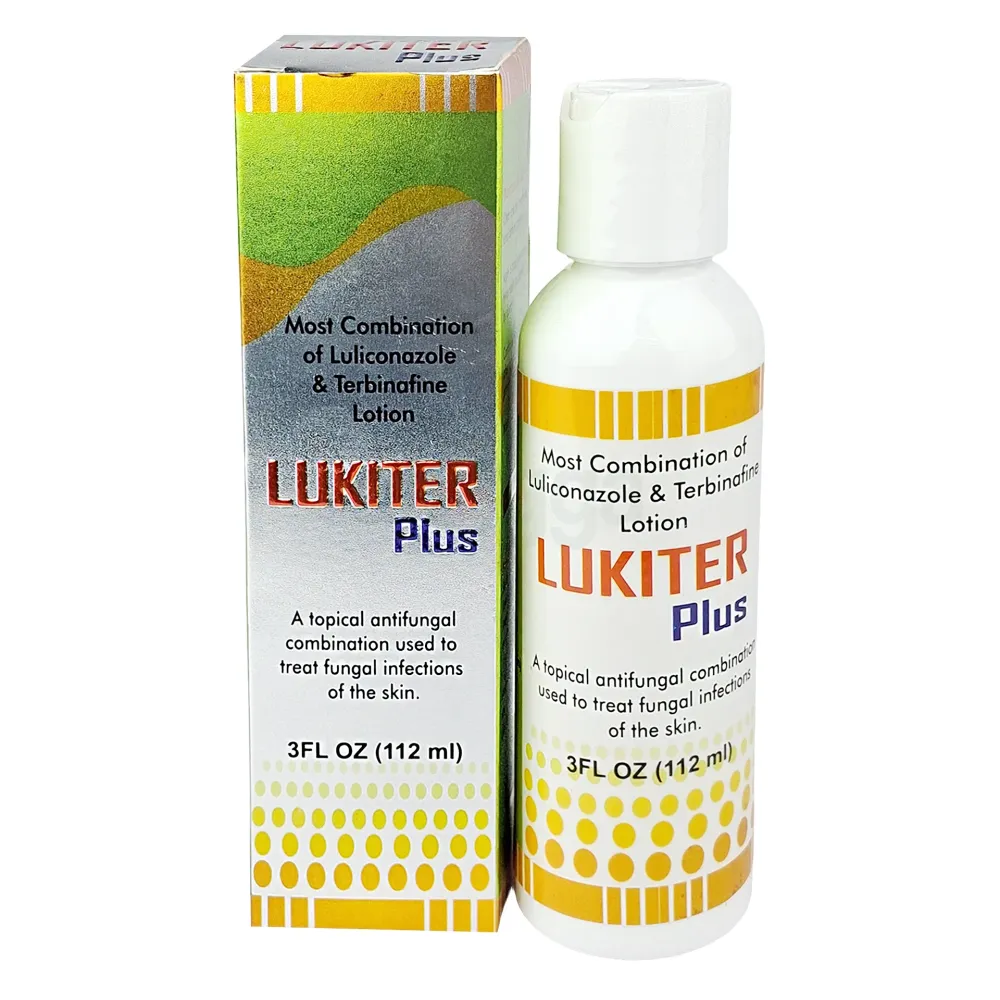 LUKITER
Plus
Most Combination
of Luliconazole
& Terbinafine
Lotion
LUKITER
Plus
A topical antifungal
combination used to
treat fungal infections
of the skin.
3FL OZ (112 ml)
Most Combination of
Luliconazole & Terbinafine
Lotion
LUKITER
Plus
A topical antifungal combination
used to treat fungal infections
of the skin.
3FL OZ (112 ml)